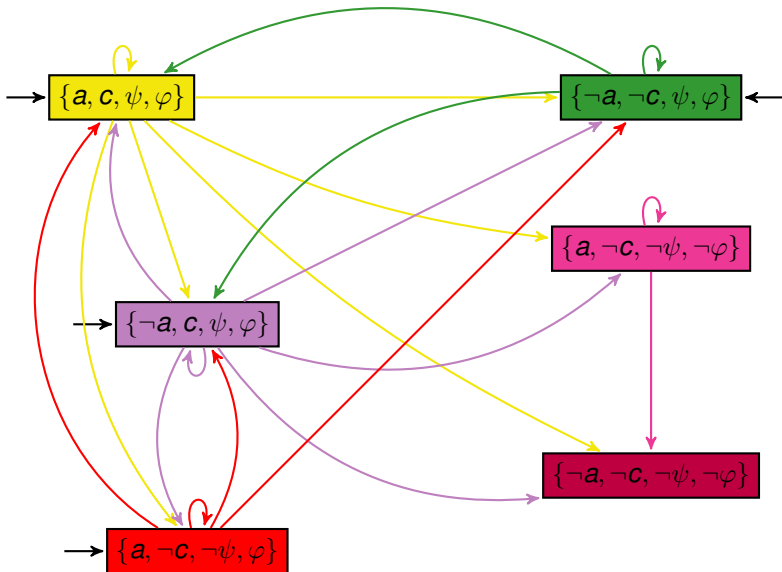 {a, c, ψ, φ}
{¬a, ¬c, ψ, φ}
{a, ¬c, ¬ψ, ¬φ}
{¬a, c, ψ, φ}
{¬a, ¬c, ¬ψ, ¬φ}
{a, ¬c, ¬ψ, φ}